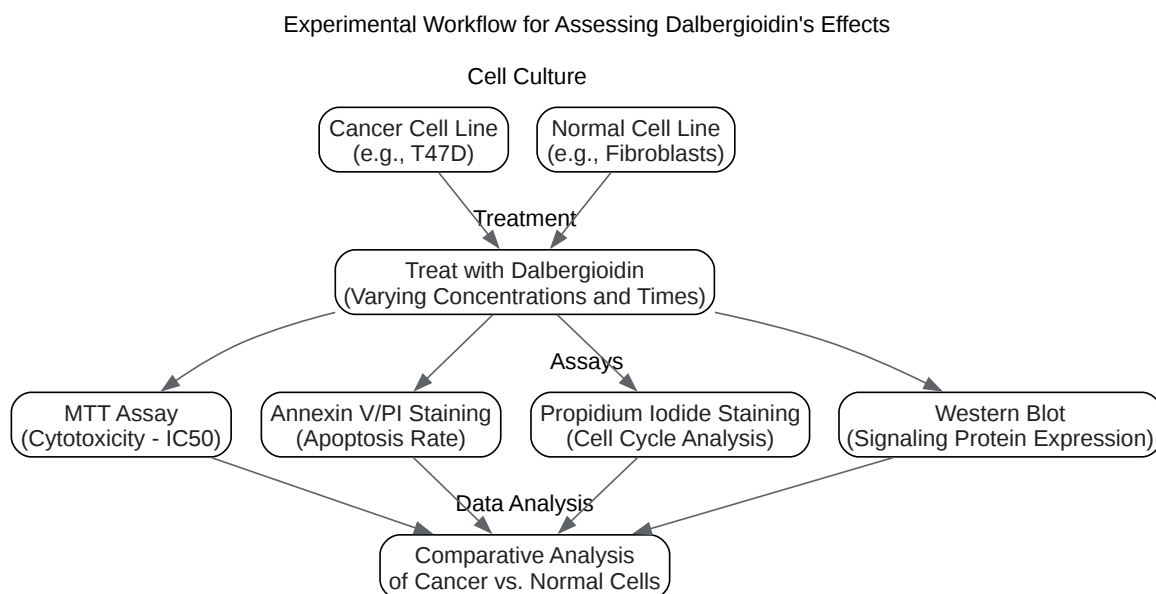 Experimental Workflow for Assessing Dalbergioidin's Effects
Cell Culture
Cancer Cell Line
(e.g., T47D)
Normal Cell Line
(e.g., Fibroblasts)
Treatment
Treat with Dalbergioidin
(Varying Concentrations and Times)
Assays
MTT Assay
(Cytotoxicity - IC50)
Annexin V/PI Staining
(Apoptosis Rate)
Propidium Iodide Staining
(Cell Cycle Analysis)
Western Blot
(Signaling Protein Expression)
Data Analysis
Comparative Analysis
of Cancer vs. Normal Cells